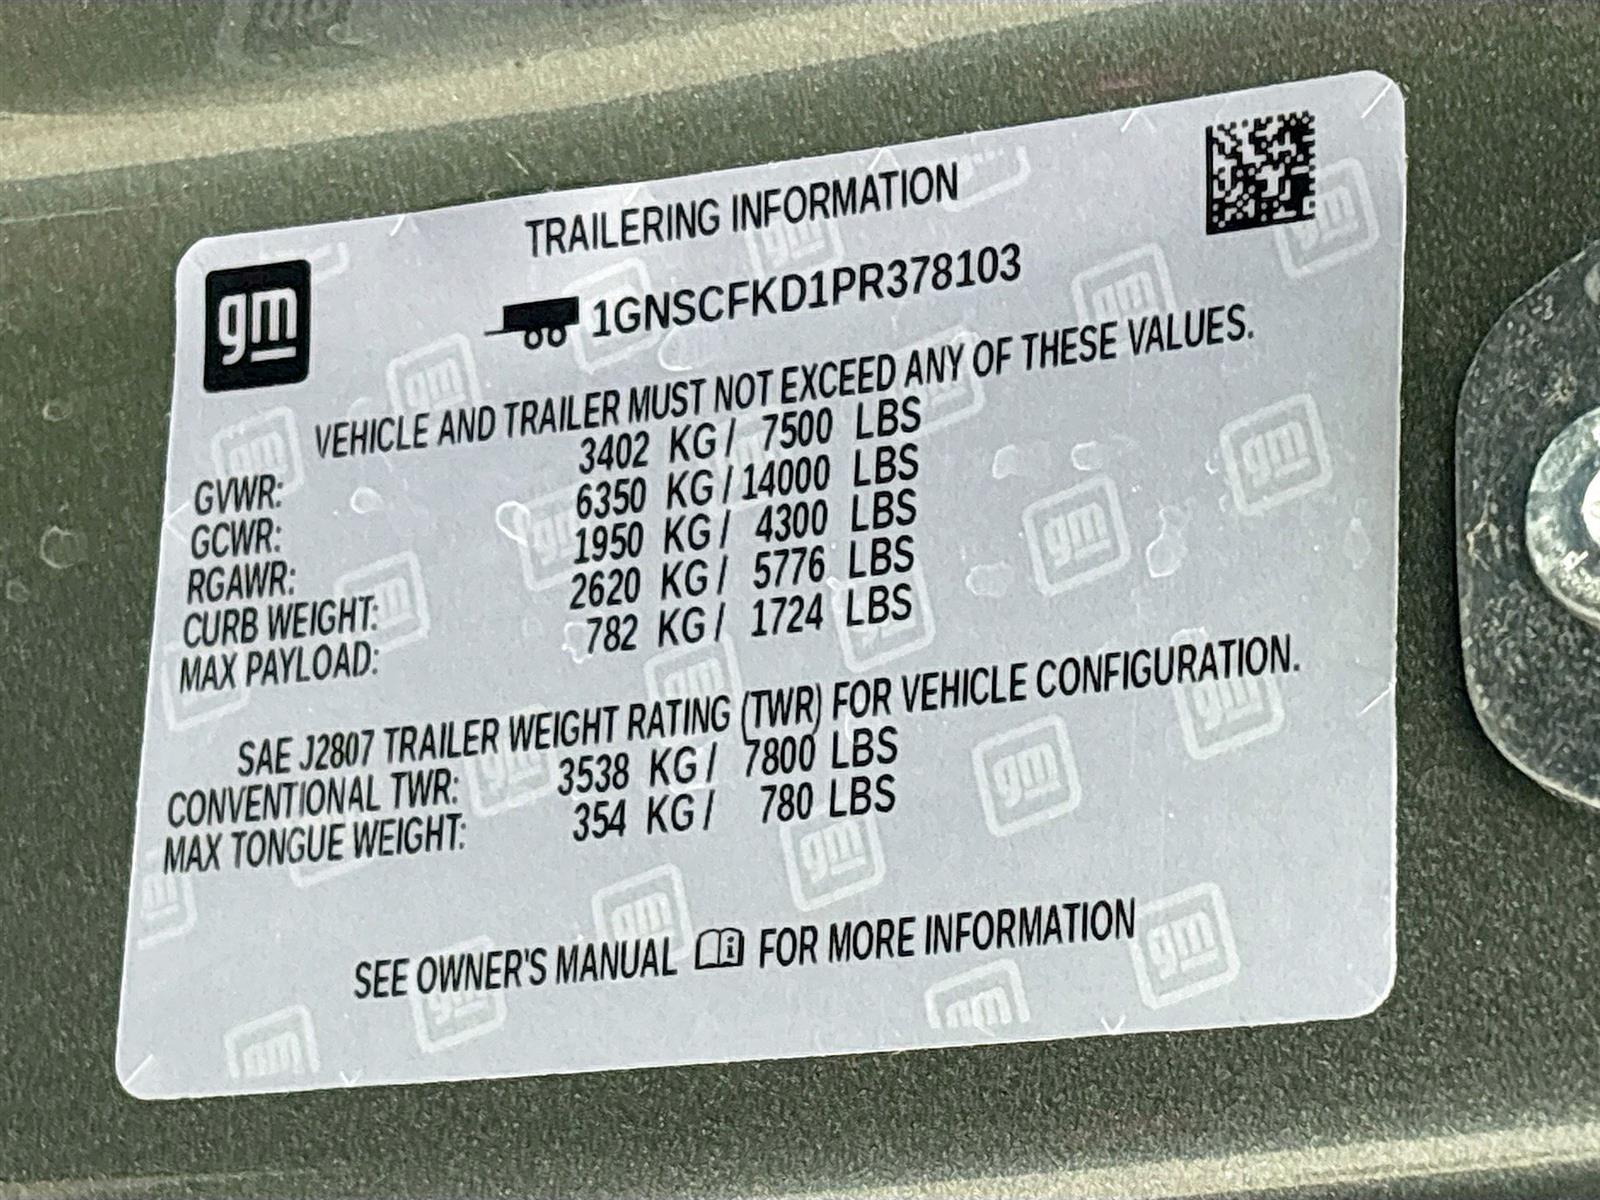 TRAILERING INFORMATION
gm
1GNSCFKD1PR378103
VEHICLE AND TRAILER MUST NOT EXCEED ANY OF THESE VALUES.
GVWR: 3402 KG / 7500 LBS
GCWR: 6350 KG / 14000 LBS
RGAWR: 1950 KG / 4300 LBS
CURB WEIGHT: 2620 KG / 5776 LBS
MAX PAYLOAD: 782 KG / 1724 LBS
SAE J2807 TRAILER WEIGHT RATING (TWR) FOR VEHICLE CONFIGURATION.
CONVENTIONAL TWR: 3538 KG / 7800 LBS
MAX TONGUE WEIGHT: 354 KG / 780 LBS
SEE OWNER'S MANUAL FOR MORE INFORMATION